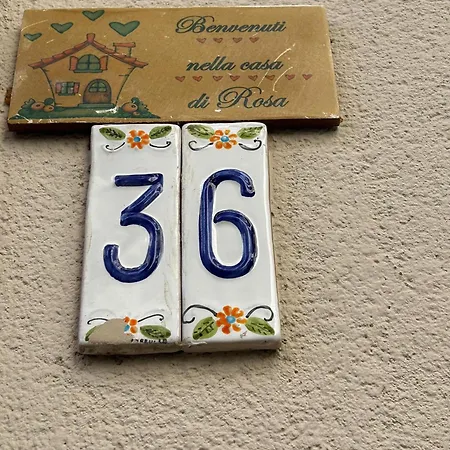 Benvenuti
nella casa
di Rosa
36